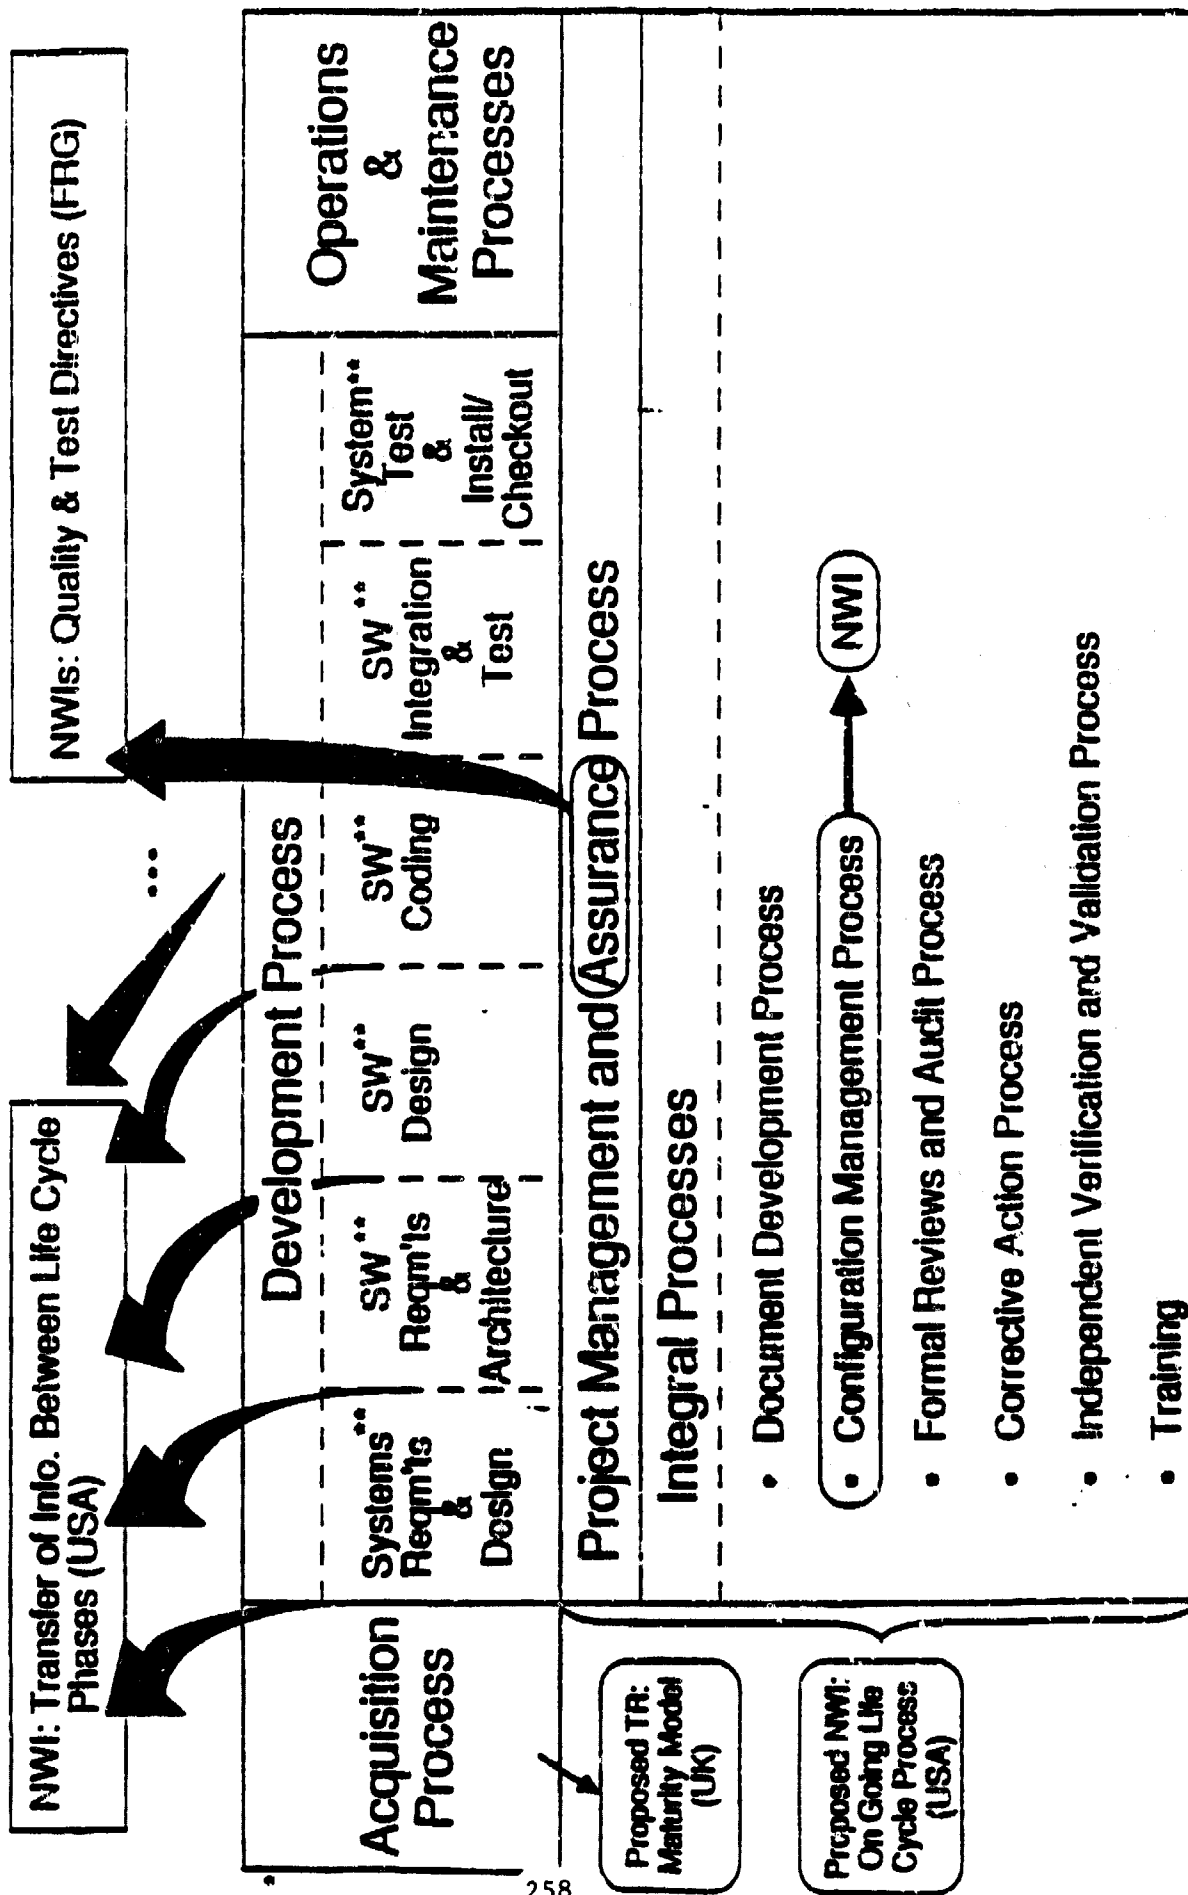 NWI: Transfer of Info. Between Life Cycle
Phases (USA)
...
NWIs: Quality & Test Directives (FRG)
*
Acquisition
Process
Development Process
Systems**
Reqm'ts
&
Design
SW**
Reqm'ts
&
Architecture
SW**
Design
SW**
Coding
SW**
Integration
&
Test
System**
Test
&
Install/
Checkout
Operations
&
Maintenance
Processes
Project Management and Assurance Process
Integral Processes
• Document Development Process
• Configuration Management Process
NWI
• Formal Reviews and Audit Process
• Corrective Action Process
• Independent Verification and Validation Process
• Training
Proposed TR:
Maturity Model
(UK)
Proposed NWI:
On Going Life
Cycle Process
(USA)
258